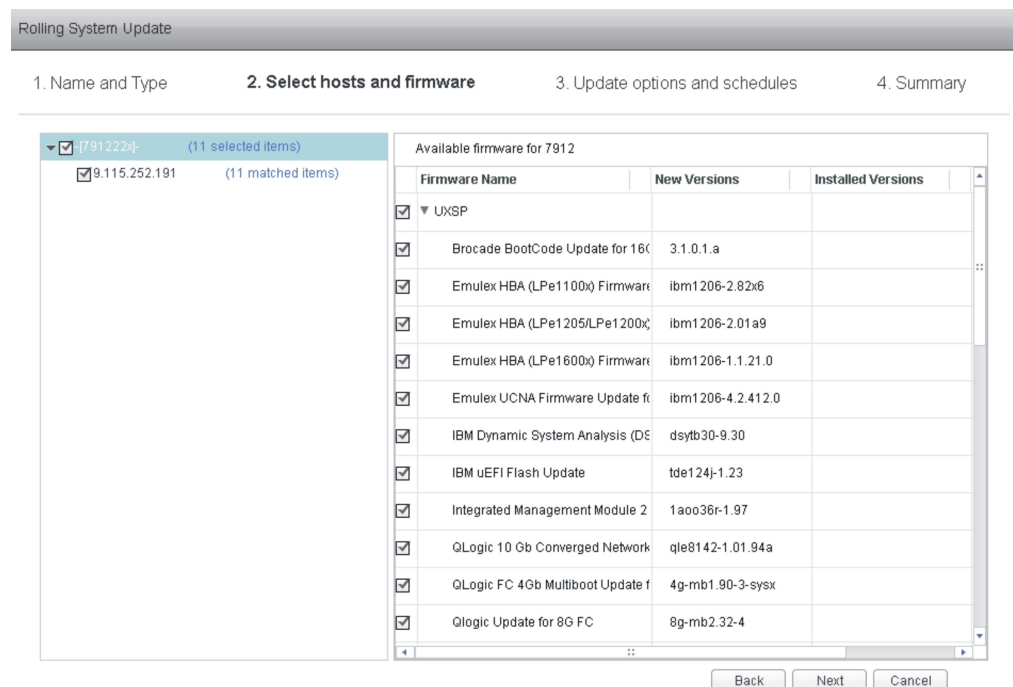 Rolling System Update
1. Name and Type 2. Select hosts and firmware 3. Update options and schedules 4. Summary
-[791222x]- (11 selected items)
9.115.252.191 (11 matched items)
Available firmware for 7912
Firmware Name New Versions Installed Versions
UXSP
Brocade BootCode Update for 16G 3.1.0.1.a
Emulex HBA (LPe1100x) Firmware ibm1206-2.82x6
Emulex HBA (LPe1205/LPe1200x) ibm1206-2.01a9
Emulex HBA (LPe1600x) Firmware ibm1206-1.1.21.0
Emulex UCNA Firmware Update fo ibm1206-4.2.412.0
IBM Dynamic System Analysis (DS dsytb30-9.30
IBM uEFI Flash Update tde124j-1.23
Integrated Management Module 2 1aoo36r-1.97
QLogic 10 Gb Converged Network qle8142-1.01.94a
QLogic FC 4Gb Multiboot Update f 4g-mb1.90-3-sysx
Qlogic Update for 8G FC 8g-mb2.32-4
Back Next Cancel